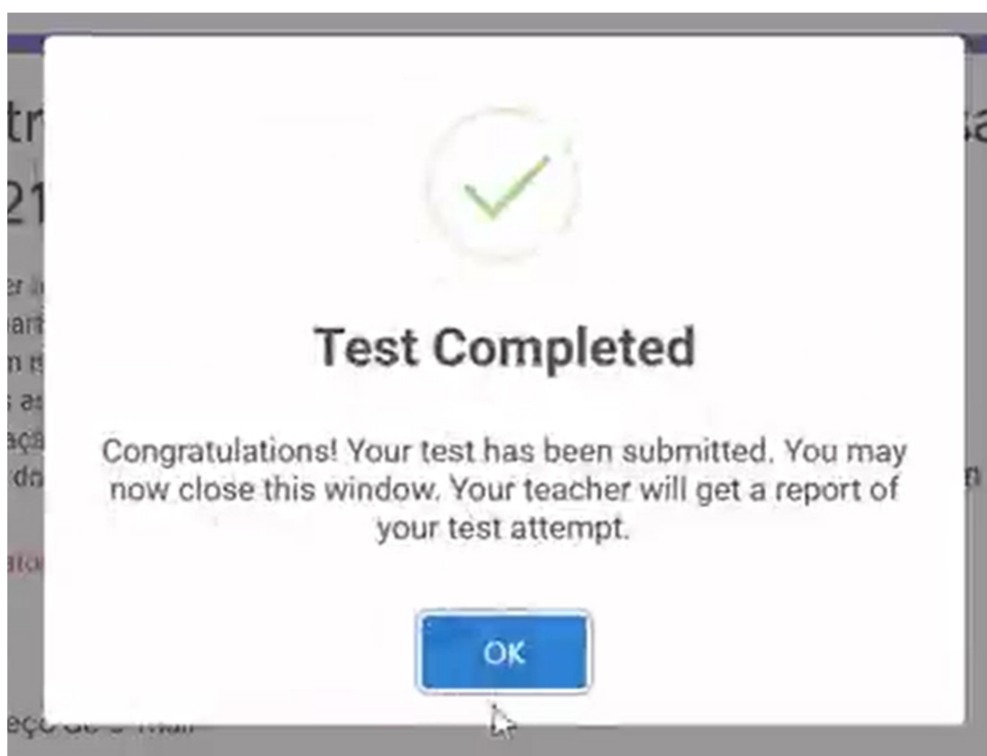 Test Completed
Congratulations! Your test has been submitted. You may
now close this window. Your teacher will get a report of
your test attempt.
OK